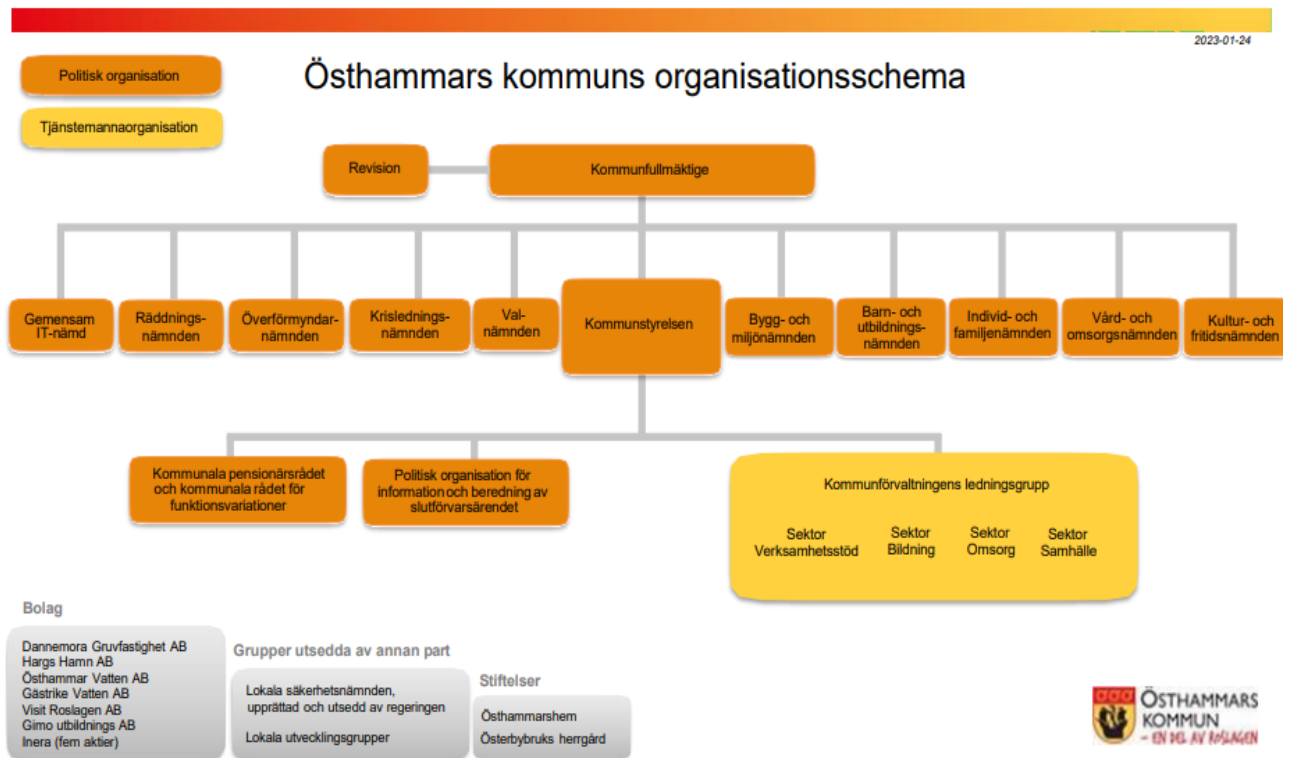 2023-01-24
Politisk organisation
Östhammars kommuns organisationsschema
Tjänstemannaorganisation
Revision
Kommunfullmäktige
Gemensam
IT-nämd
Räddnings-
nämnden
Överförmyndar-
nämnden
Krislednings-
nämnden
Val-
nämnden
Kommunstyrelsen
Bygg- och
miljönämnden
Barn- och
utbildnings-
nämnden
Individ- och
familjenämnden
Vård- och
omsorgsnämnden
Kultur- och
fritidsnämnden
Kommunala pensionärsrådet
och kommunala rådet för
funktionsvariationer
Politisk organisation för
information och beredning av
slutförvarsärendet
Kommunförvaltningens ledningsgrupp
Sektor
Verksamhetsstöd
Sektor
Bildning
Sektor
Omsorg
Sektor
Samhälle
Bolag
Dannemora Gruvfastighet AB
Hargs Hamn AB
Östhammar Vatten AB
Gästrike Vatten AB
Visit Roslagen AB
Gimo utbildnings AB
Inera (fem aktier)
Grupper utsedda av annan part
Lokala säkerhetsnämnden,
upprättad och utsedd av regeringen
Lokala utvecklingsgrupper
Stiftelser
Östhammarshem
Österbybruks herrgård
ÖSTHAMMARS
KOMMUN
– EN DEL AV ROSLAGEN